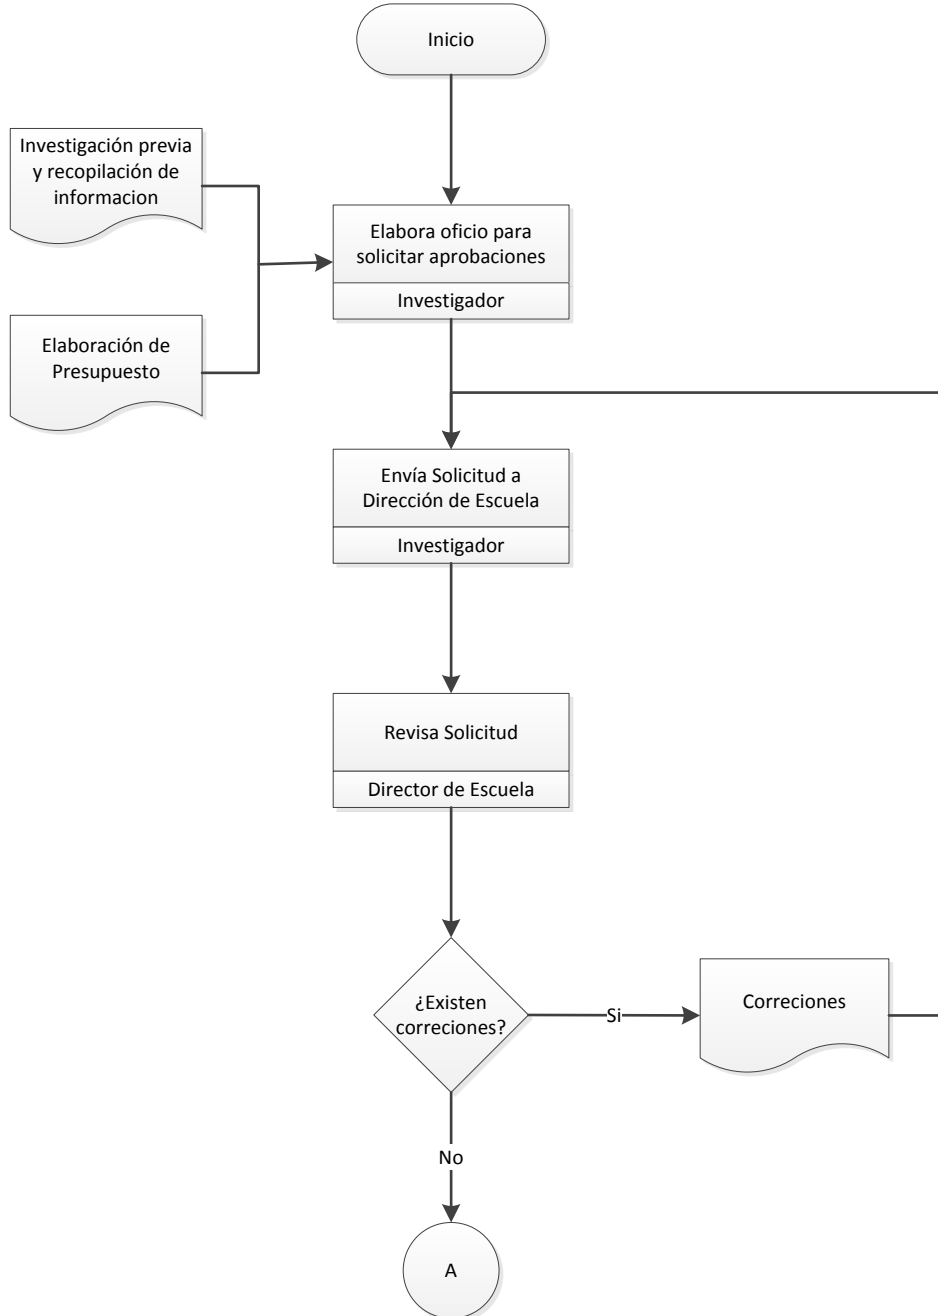 Inicio
Investigación previa
y recopilación de
informacion
Elabora oficio para
solicitar aprobaciones
Investigador
Elaboración de
Presupuesto
Envía Solicitud a
Dirección de Escuela
Investigador
Revisa Solicitud
Director de Escuela
¿Existen
correciones?
Si
Correciones
No
A